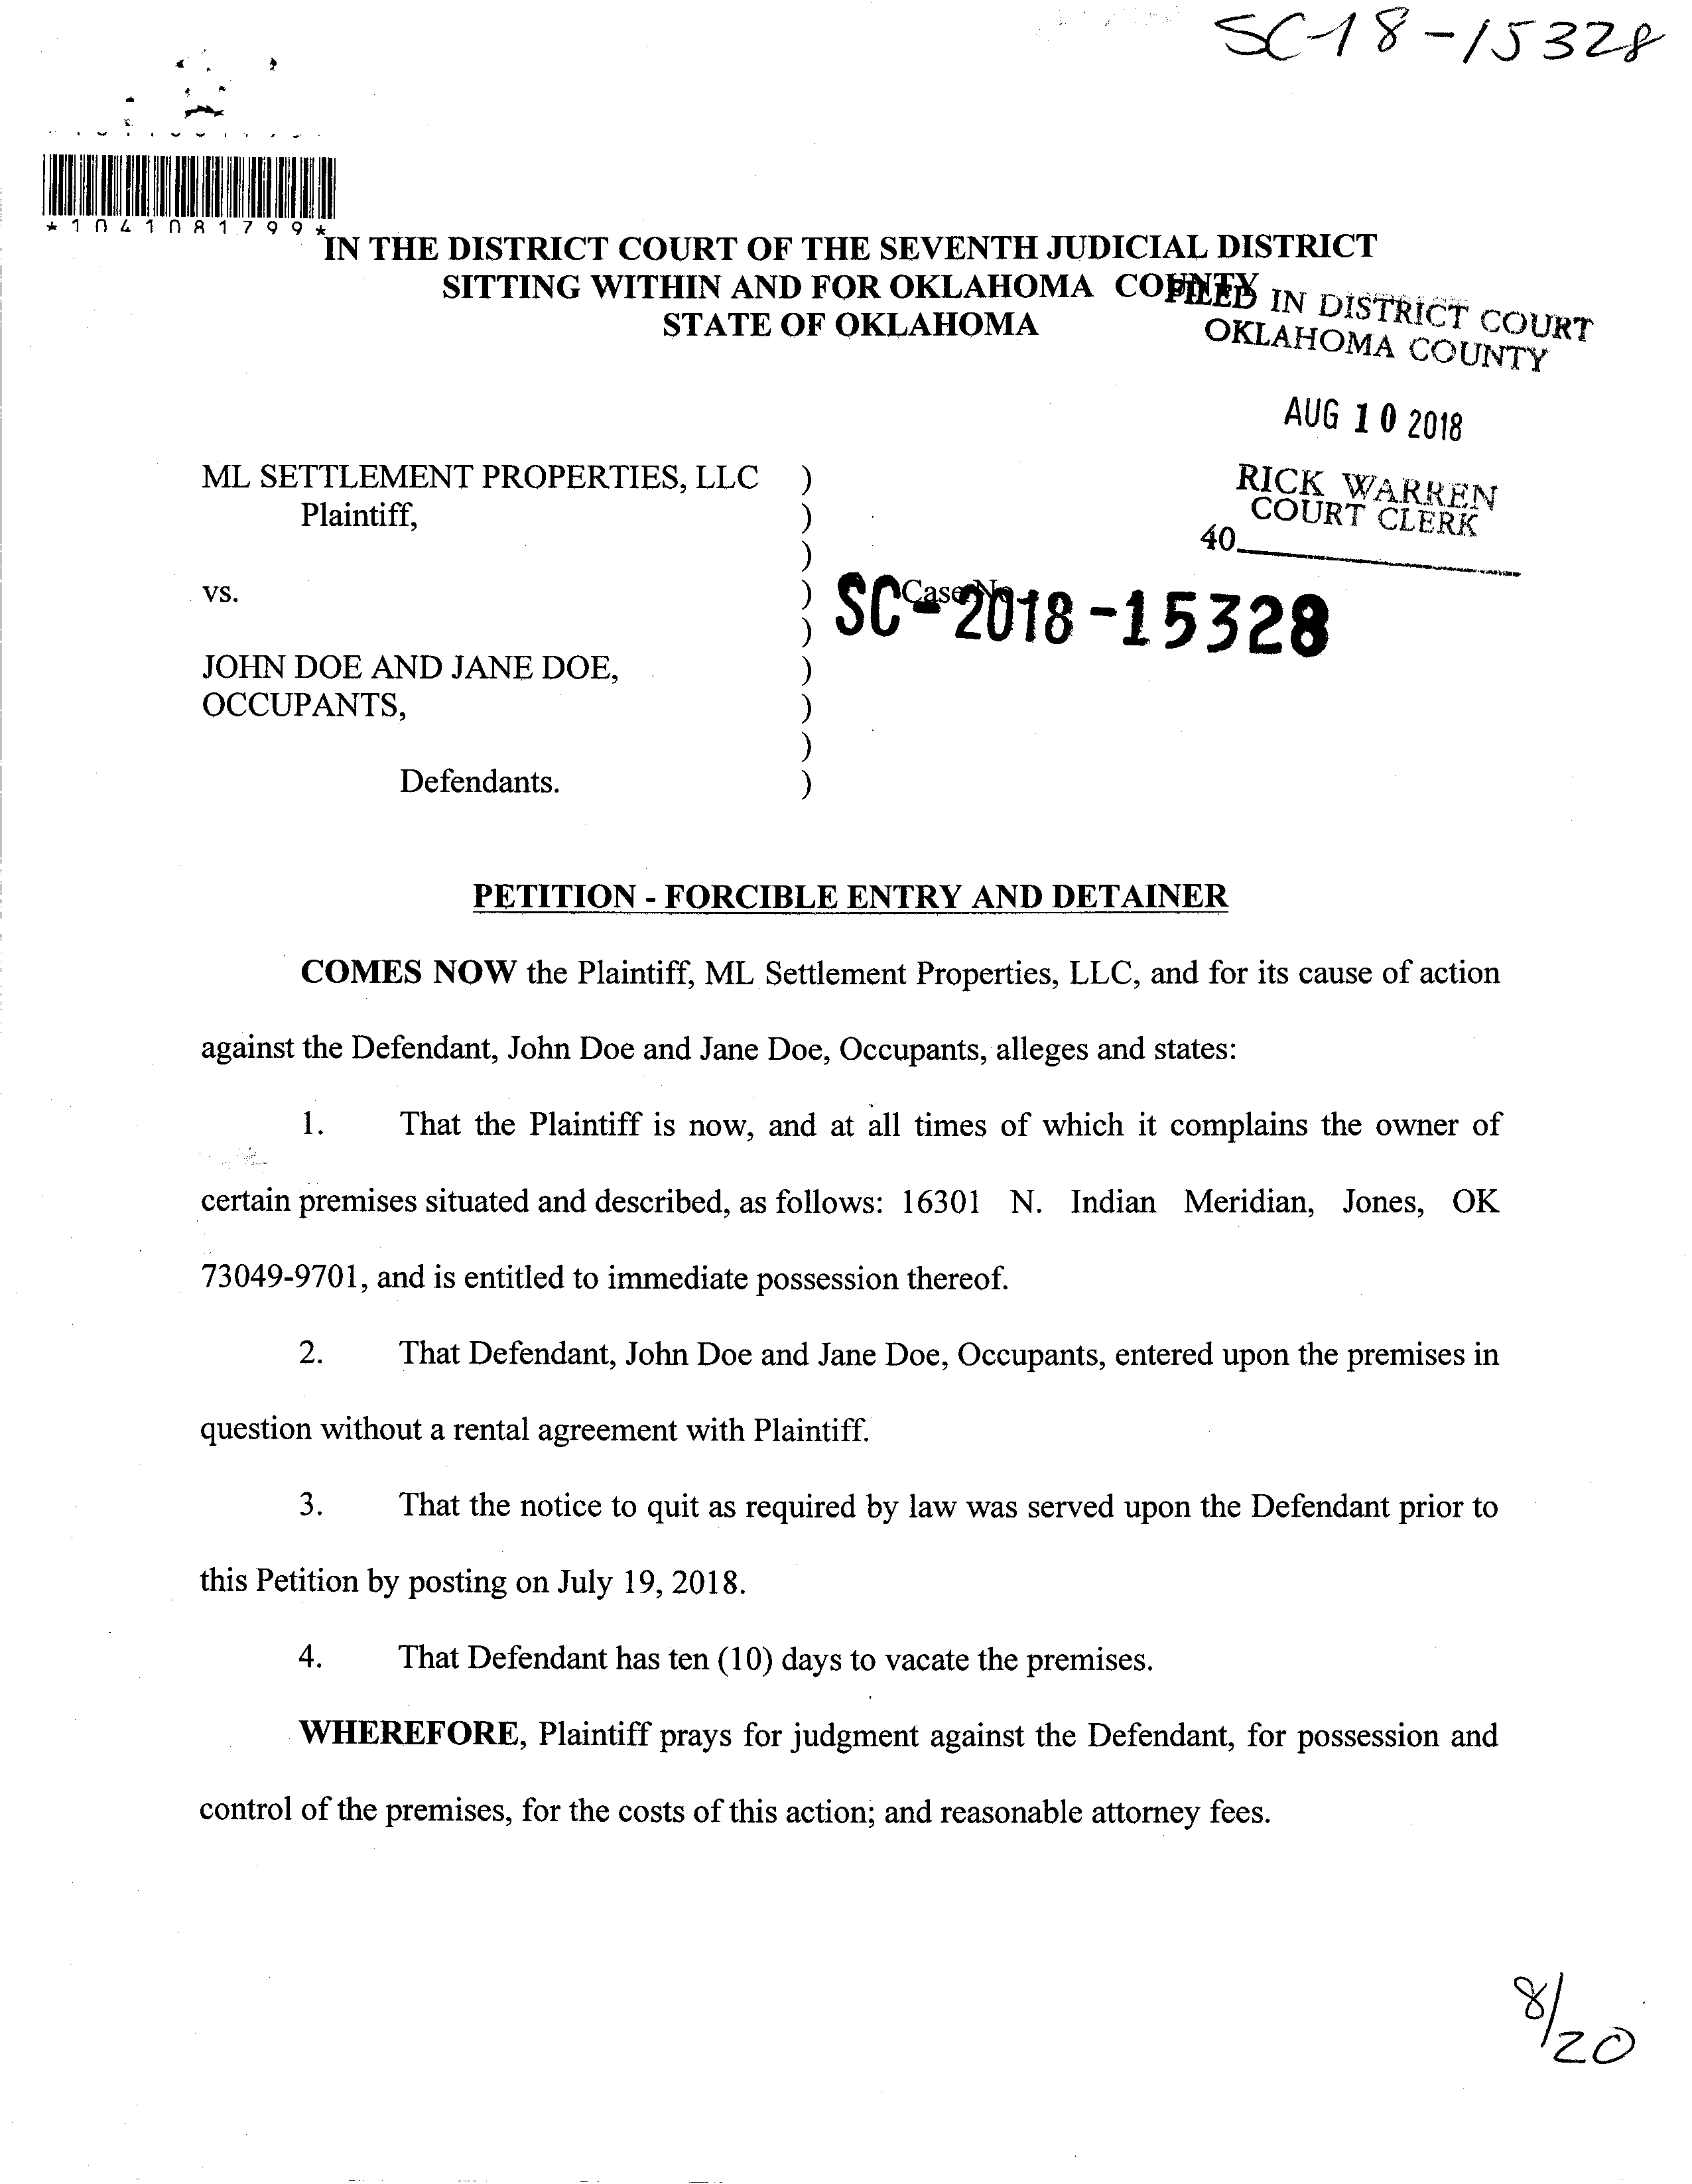 SC-18-15328
*1041081799*
IN THE DISTRICT COURT OF THE SEVENTH JUDICIAL DISTRICT
SITTING WITHIN AND FOR OKLAHOMA COUNTY
STATE OF OKLAHOMA
FILED IN DISTRICT COURT
OKLAHOMA COUNTY
AUG 10 2018
RICK WARREN
COURT CLERK
40
ML SETTLEMENT PROPERTIES, LLC )
Plaintiff, )
)
vs. ) Case No.
SC-2018-15328
)
JOHN DOE AND JANE DOE, )
OCCUPANTS, )
)
Defendants. )
PETITION - FORCIBLE ENTRY AND DETAINER
COMES NOW the Plaintiff, ML Settlement Properties, LLC, and for its cause of action
against the Defendant, John Doe and Jane Doe, Occupants, alleges and states:
1. That the Plaintiff is now, and at all times of which it complains the owner of
certain premises situated and described, as follows: 16301 N. Indian Meridian, Jones, OK
73049-9701, and is entitled to immediate possession thereof.
2. That Defendant, John Doe and Jane Doe, Occupants, entered upon the premises in
question without a rental agreement with Plaintiff.
3. That the notice to quit as required by law was served upon the Defendant prior to
this Petition by posting on July 19, 2018.
4. That Defendant has ten (10) days to vacate the premises.
WHEREFORE, Plaintiff prays for judgment against the Defendant, for possession and
control of the premises, for the costs of this action; and reasonable attorney fees.
8/20